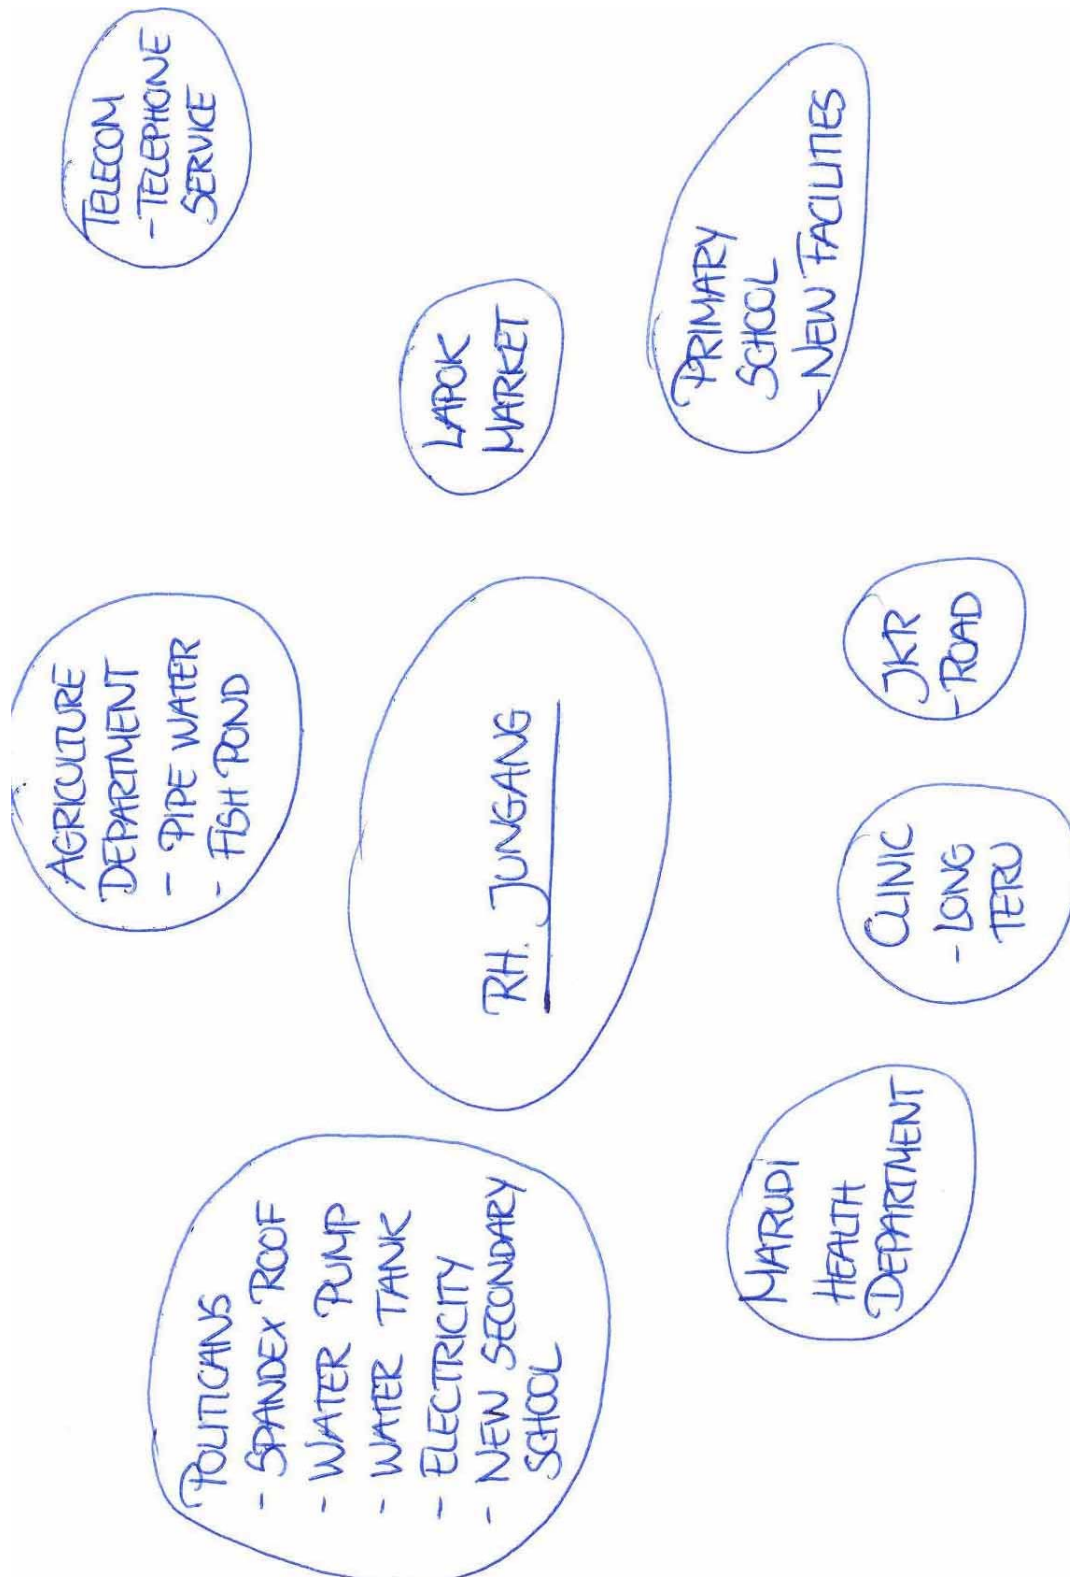 POLITICANS
- SPANDEX ROOF
- WATER PUMP
- WATER TANK
- ELECTRICITY
- NEW SECONDARY
SCHOOL
AGRICULTURE
DEPARTMENT
- PIPE WATER
- FISH POND
TELECOM
- TELEPHONE
SERVICE
RH. JUNGANG
LAPOK
MARKET
MARUDI
HEALTH
DEPARTMENT
CLINIC
- LONG
TERU
JKR
- ROAD
PRIMARY
SCHOOL
- NEW FACILITIES